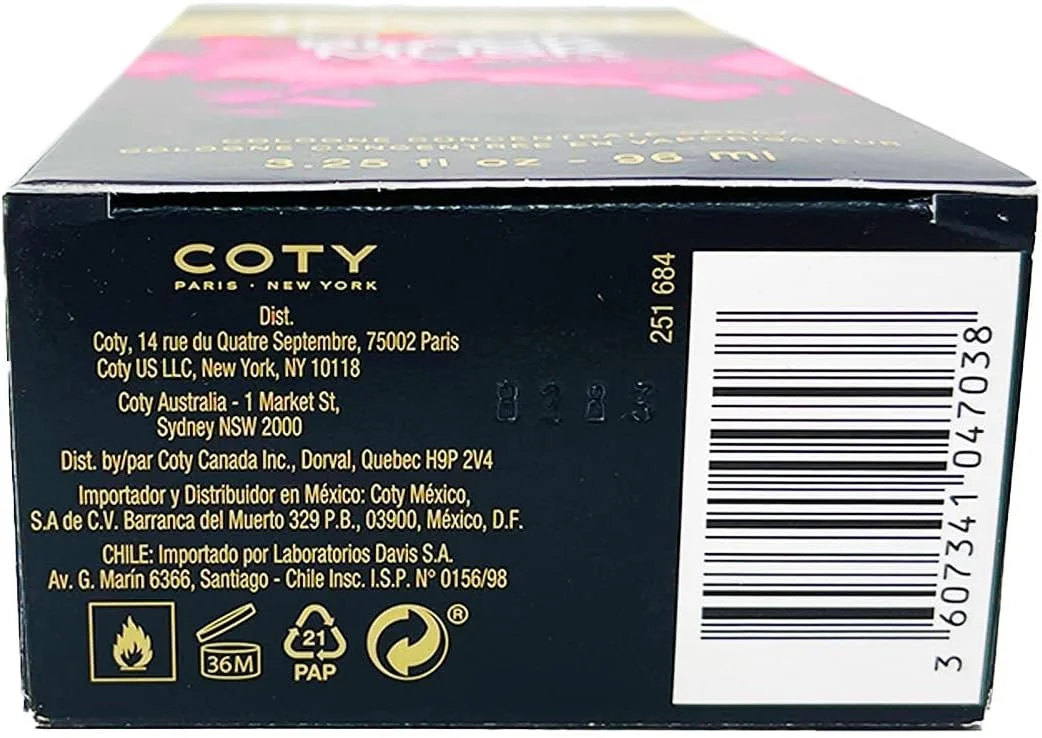 COLOGNE CONCENTRATE SPRAY
COLOGNE CONCENTRÉE EN VAPORISATEUR
3.25 fl oz - 96 ml
COTY
PARIS · NEW YORK
Dist.
Coty, 14 rue du Quatre Septembre, 75002 Paris
Coty US LLC, New York, NY 10118
Coty Australia - 1 Market St,
Sydney NSW 2000
Dist. by/par Coty Canada Inc., Dorval, Quebec H9P 2V4
Importador y Distribuidor en México: Coty México,
S.A de C.V. Barranca del Muerto 329 P.B., 03900, México, D.F.
CHILE: Importado por Laboratorios Davis S.A.
Av. G. Marín 6366, Santiago - Chile Insc. I.S.P. N° 0156/98
36M
21
PAP
®
251 684
3 607341 047038